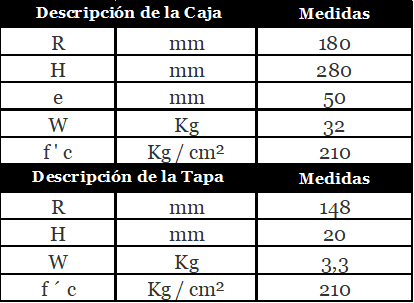 Descripción de la Caja Medidas
R mm 180
H mm 280
e mm 50
W Kg 32
f ' c Kg / cm² 210
Descripción de la Tapa Medidas
R mm 148
H mm 20
W Kg 3,3
f ´ c Kg / cm² 210